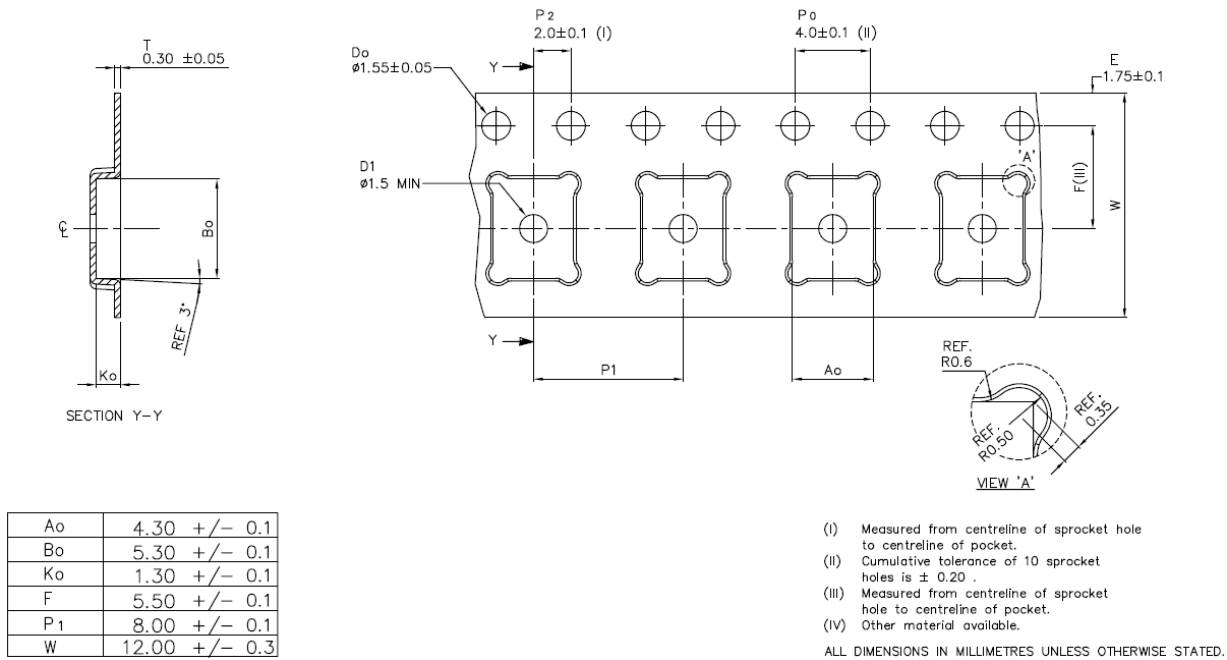 T
0.30 ±0.05
Bo
REF 3°
Ko
SECTION Y-Y
P2
2.0±0.1 (I)
Po
4.0±0.1 (II)
Do
ø1.55±0.05
Y
E
1.75±0.1
D1
ø1.5 MIN
'A'
F(III)
W
Y
P1
Ao
REF.
R0.6
REF.
R0.50
REF.
0.35
VIEW 'A'
Ao 4.30 +/- 0.1
Bo 5.30 +/- 0.1
Ko 1.30 +/- 0.1
F 5.50 +/- 0.1
P1 8.00 +/- 0.1
W 12.00 +/- 0.3
(I) Measured from centreline of sprocket hole
to centreline of pocket.
(II) Cumulative tolerance of 10 sprocket
holes is ± 0.20 .
(III) Measured from centreline of sprocket
hole to centreline of pocket.
(IV) Other material available.
ALL DIMENSIONS IN MILLIMETRES UNLESS OTHERWISE STATED.